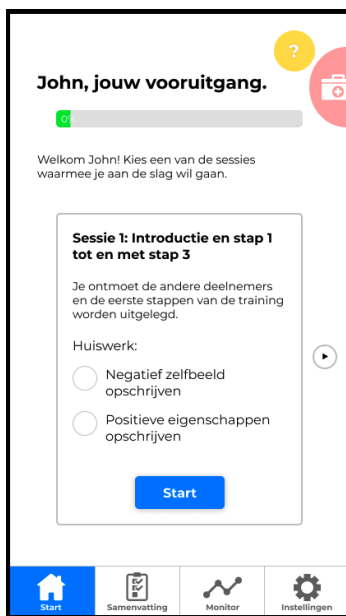 ?
John, jouw vooruitgang.
0%
Welkom John! Kies een van de sessies
waarmee je aan de slag wil gaan.
Sessie 1: Introductie en stap 1
tot en met stap 3
Je ontmoet de andere deelnemers
en de eerste stappen van de training
worden uitgelegd.
Huiswerk:
Negatief zelfbeeld
opschrijven
Positieve eigenschappen
opschrijven
Start
Start
Samenvatting
Monitor
Instellingen